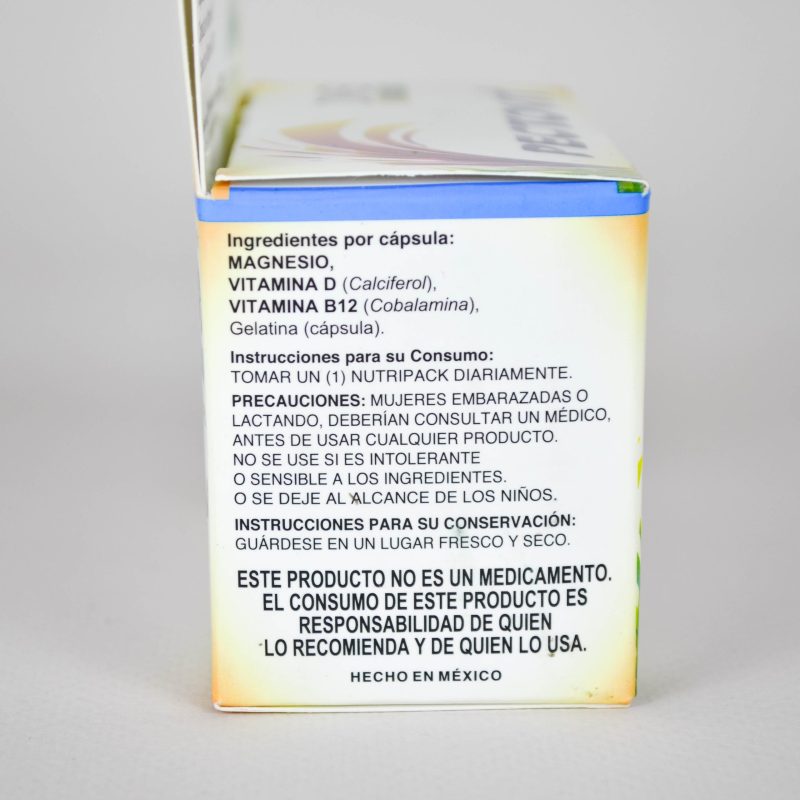 Ingredientes por cápsula:
MAGNESIO,
VITAMINA D (Calciferol),
VITAMINA B12 (Cobalamina),
Gelatina (cápsula).
Instrucciones para su Consumo:
TOMAR UN (1) NUTRIPACK DIARIAMENTE.
PRECAUCIONES: MUJERES EMBARAZADAS O
LACTANDO, DEBERÍAN CONSULTAR UN MÉDICO,
ANTES DE USAR CUALQUIER PRODUCTO.
NO SE USE SI ES INTOLERANTE
O SENSIBLE A LOS INGREDIENTES.
O SE DEJE AL ALCANCE DE LOS NIÑOS.
INSTRUCCIONES PARA SU CONSERVACIÓN:
GUÁRDESE EN UN LUGAR FRESCO Y SECO.
ESTE PRODUCTO NO ES UN MEDICAMENTO.
EL CONSUMO DE ESTE PRODUCTO ES
RESPONSABILIDAD DE QUIEN
LO RECOMIENDA Y DE QUIEN LO USA.
HECHO EN MÉXICO